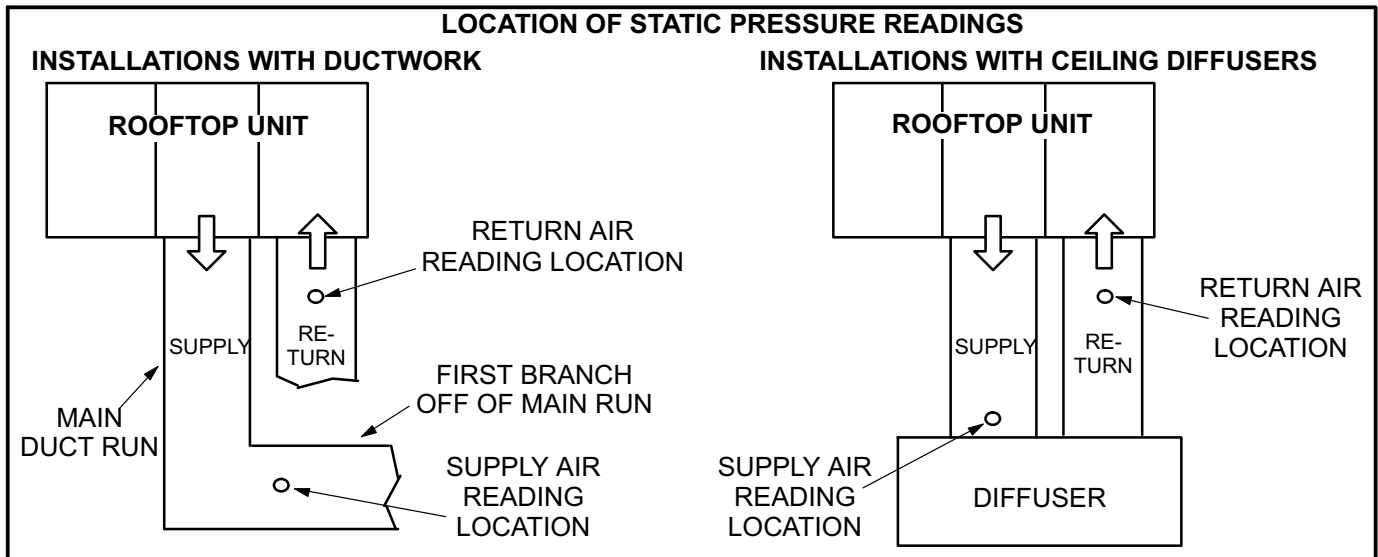 LOCATION OF STATIC PRESSURE READINGS
INSTALLATIONS WITH DUCTWORK
ROOFTOP UNIT
RETURN AIR
READING LOCATION
SUPPLY
RE-
TURN
FIRST BRANCH
OFF OF MAIN RUN
MAIN
DUCT RUN
SUPPLY AIR
READING
LOCATION
INSTALLATIONS WITH CEILING DIFFUSERS
ROOFTOP UNIT
RETURN AIR
READING
LOCATION
SUPPLY
RE-
TURN
SUPPLY AIR
READING
LOCATION
DIFFUSER